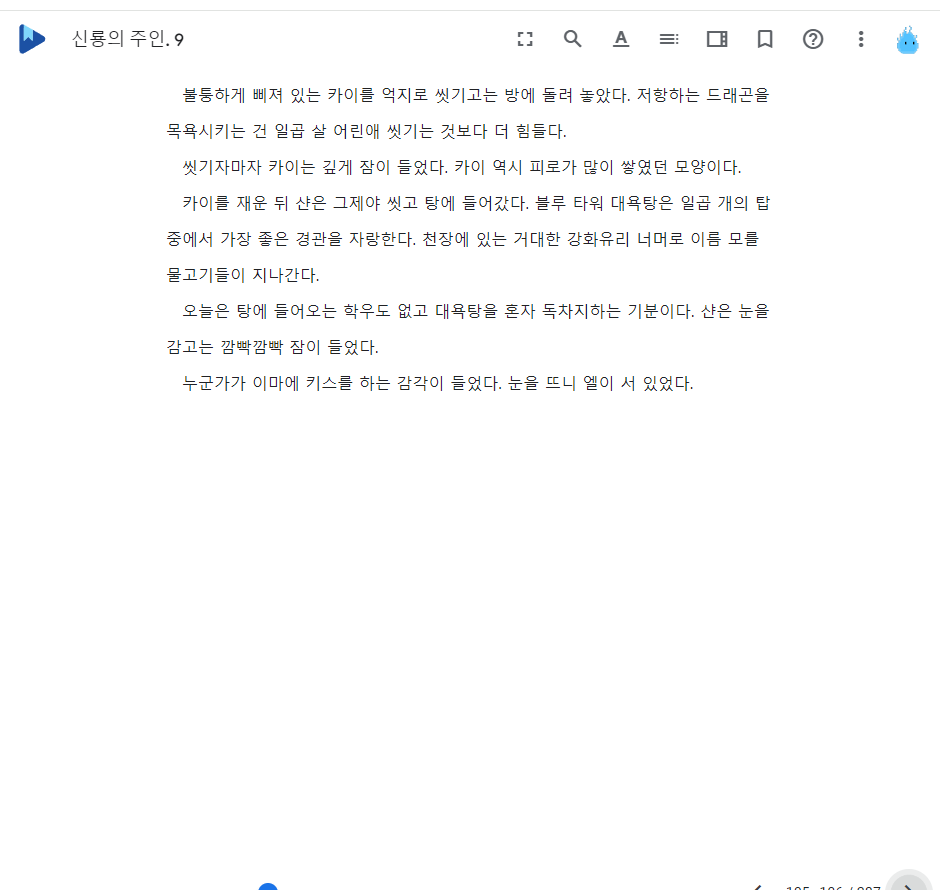 신룡의 주인. 9
불퉁하게 삐져 있는 카이를 억지로 씻기고는 방에 돌려 놓았다. 저항하는 드래곤을
목욕시키는 건 일곱 살 어린애 씻기는 것보다 더 힘들다.
씻기자마자 카이는 깊게 잠이 들었다. 카이 역시 피로가 많이 쌓였던 모양이다.
카이를 재운 뒤 샨은 그제야 씻고 탕에 들어갔다. 블루 타워 대욕탕은 일곱 개의 탑
중에서 가장 좋은 경관을 자랑한다. 천장에 있는 거대한 강화유리 너머로 이름 모를
물고기들이 지나간다.
오늘은 탕에 들어오는 학우도 없고 대욕탕을 혼자 독차지하는 기분이다. 샨은 눈을
감고는 깜빡깜빡 잠이 들었다.
누군가가 이마에 키스를 하는 감각이 들었다. 눈을 뜨니 엘이 서 있었다.